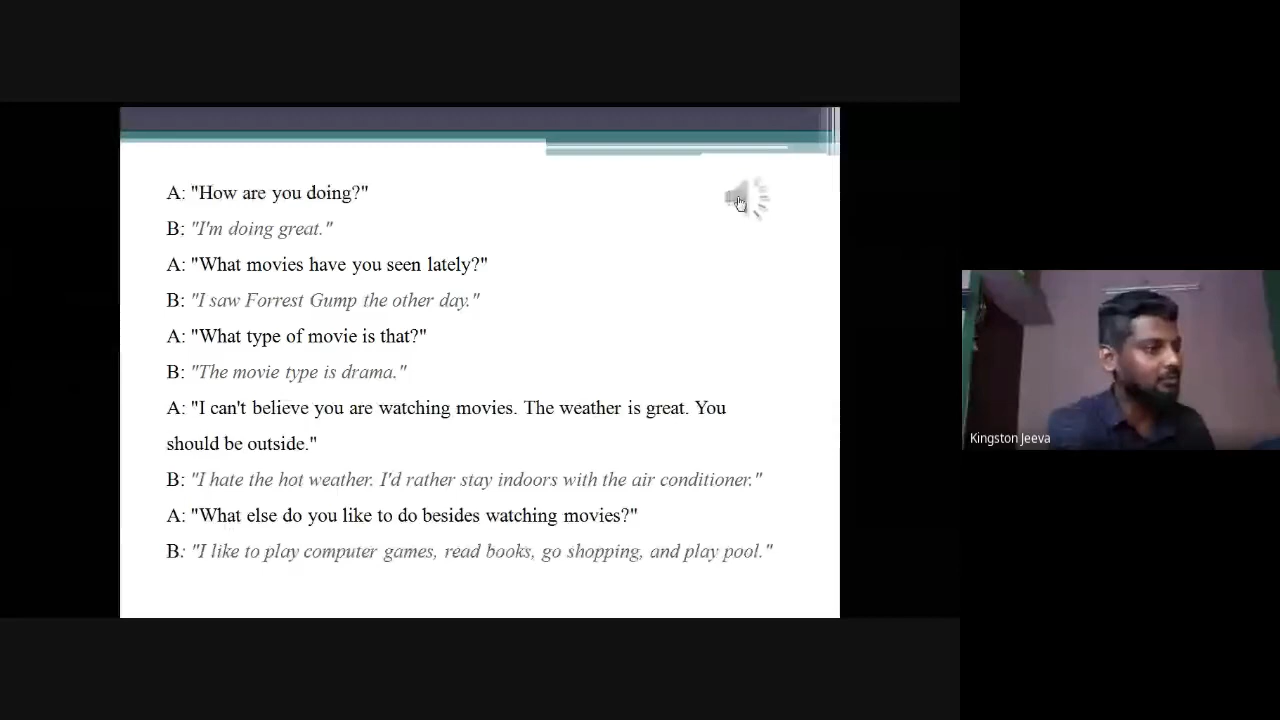 A: "How are you doing?"
B: "I'm doing great."
A: "What movies have you seen lately?"
B: "I saw Forrest Gump the other day."
A: "What type of movie is that?"
B: "The movie type is drama."
A: "I can't believe you are watching movies. The weather is great. You
should be outside."
B: "I hate the hot weather. I'd rather stay indoors with the air conditioner."
A: "What else do you like to do besides watching movies?"
B: "I like to play computer games, read books, go shopping, and play pool."
Kingston Jeeva